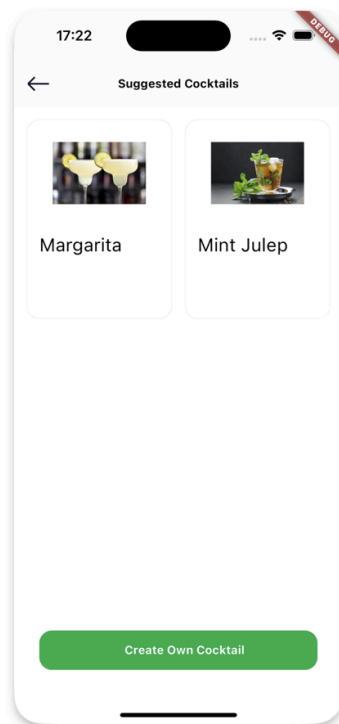 17:22
DEBUG
Suggested Cocktails
Margarita
Mint Julep
Create Own Cocktail